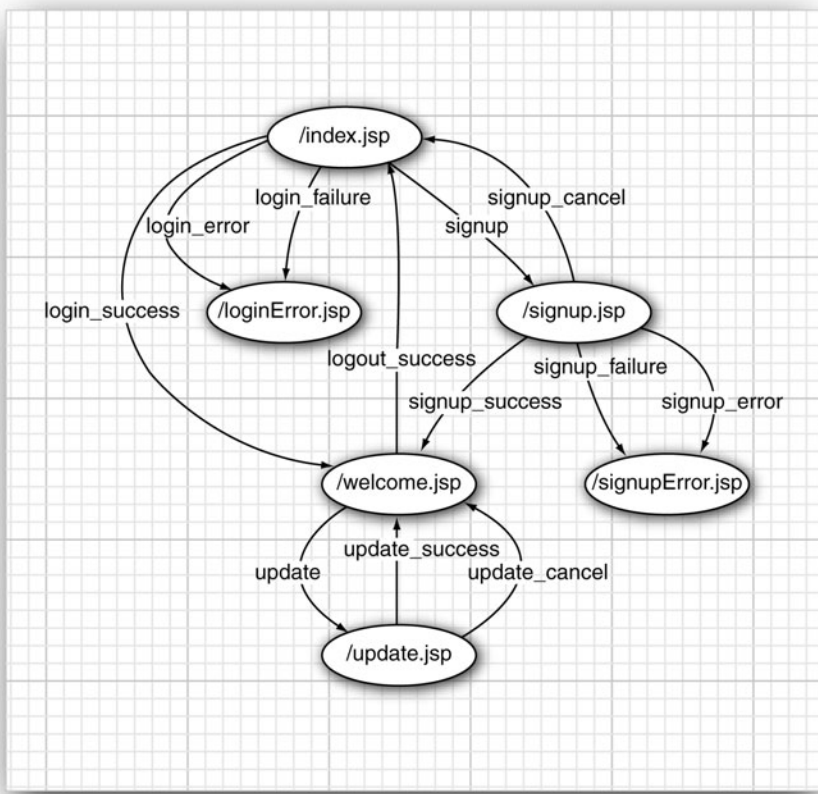 /index.jsp
login_failure
signup_cancel
login_error
signup
login_success
/loginError.jsp
/signup.jsp
logout_success
signup_failure
signup_success
signup_error
/welcome.jsp
/signupError.jsp
update_success
update
update_cancel
/update.jsp